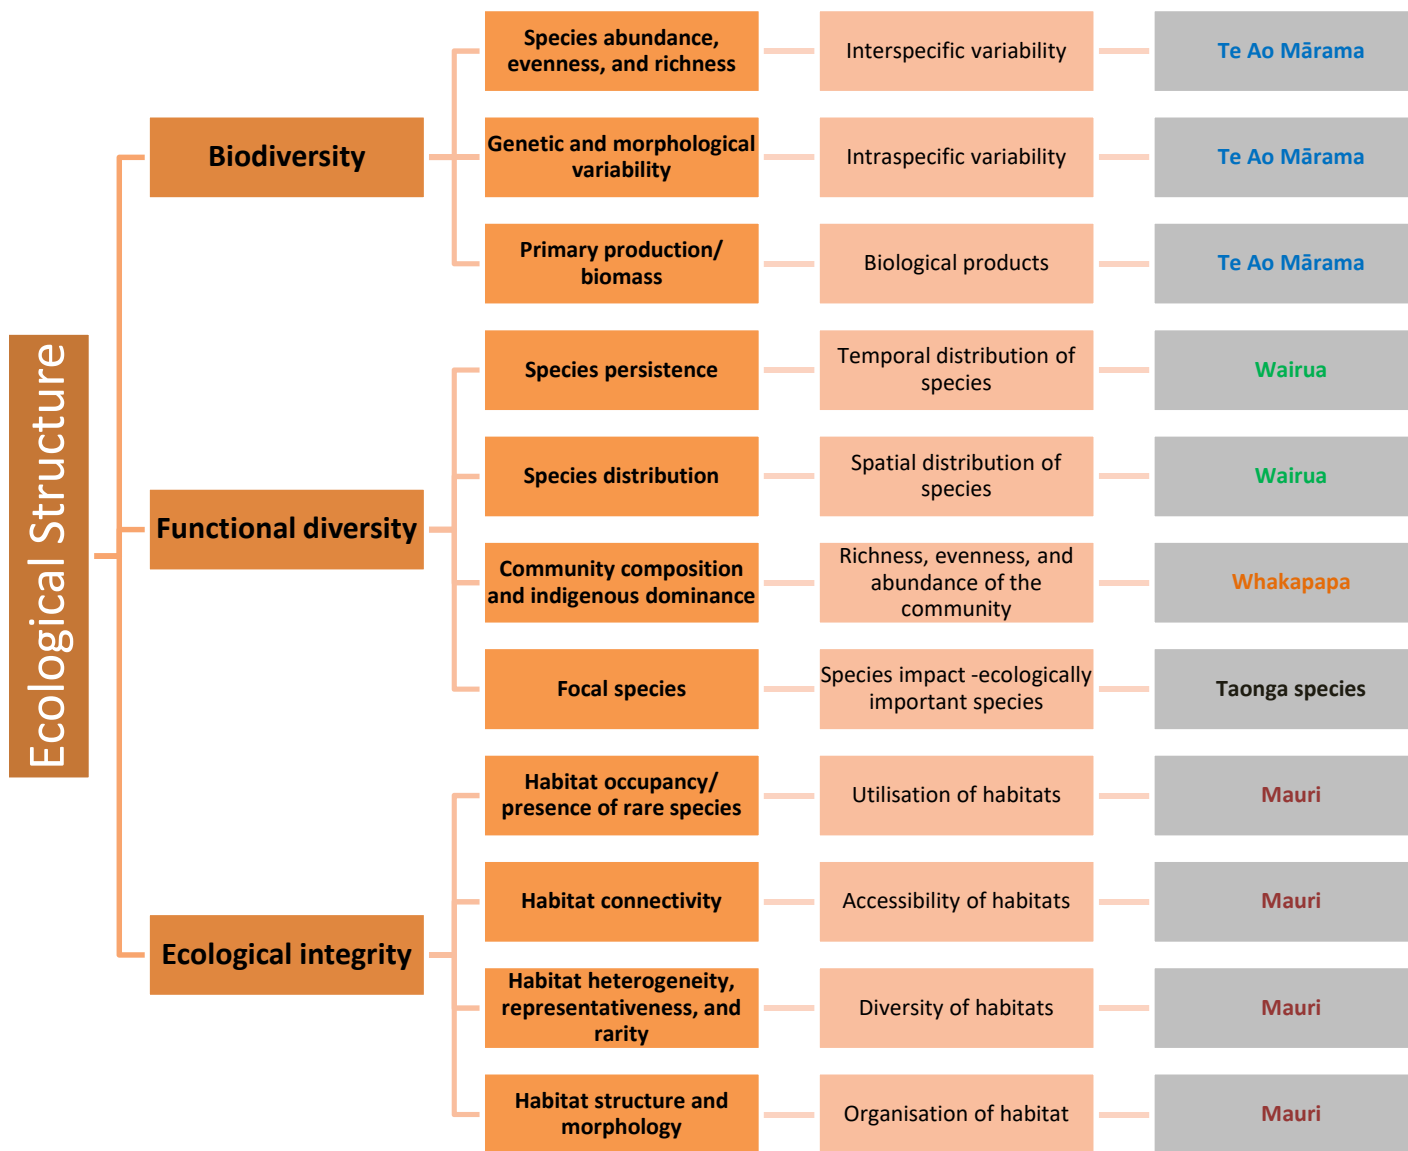 Ecological Structure
Biodiversity
Species abundance,
evenness, and richness
Interspecific variability
Te Ao Mārama
Genetic and morphological
variability
Intraspecific variability
Te Ao Mārama
Primary production/
biomass
Biological products
Te Ao Mārama
Functional diversity
Species persistence
Temporal distribution of
species
Wairua
Species distribution
Spatial distribution of
species
Wairua
Community composition
and indigenous dominance
Richness, evenness, and
abundance of the
community
Whakapapa
Focal species
Species impact -ecologically
important species
Taonga species
Ecological integrity
Habitat occupancy/
presence of rare species
Utilisation of habitats
Mauri
Habitat connectivity
Accessibility of habitats
Mauri
Habitat heterogeneity,
representativeness, and
rarity
Diversity of habitats
Mauri
Habitat structure and
morphology
Organisation of habitat
Mauri